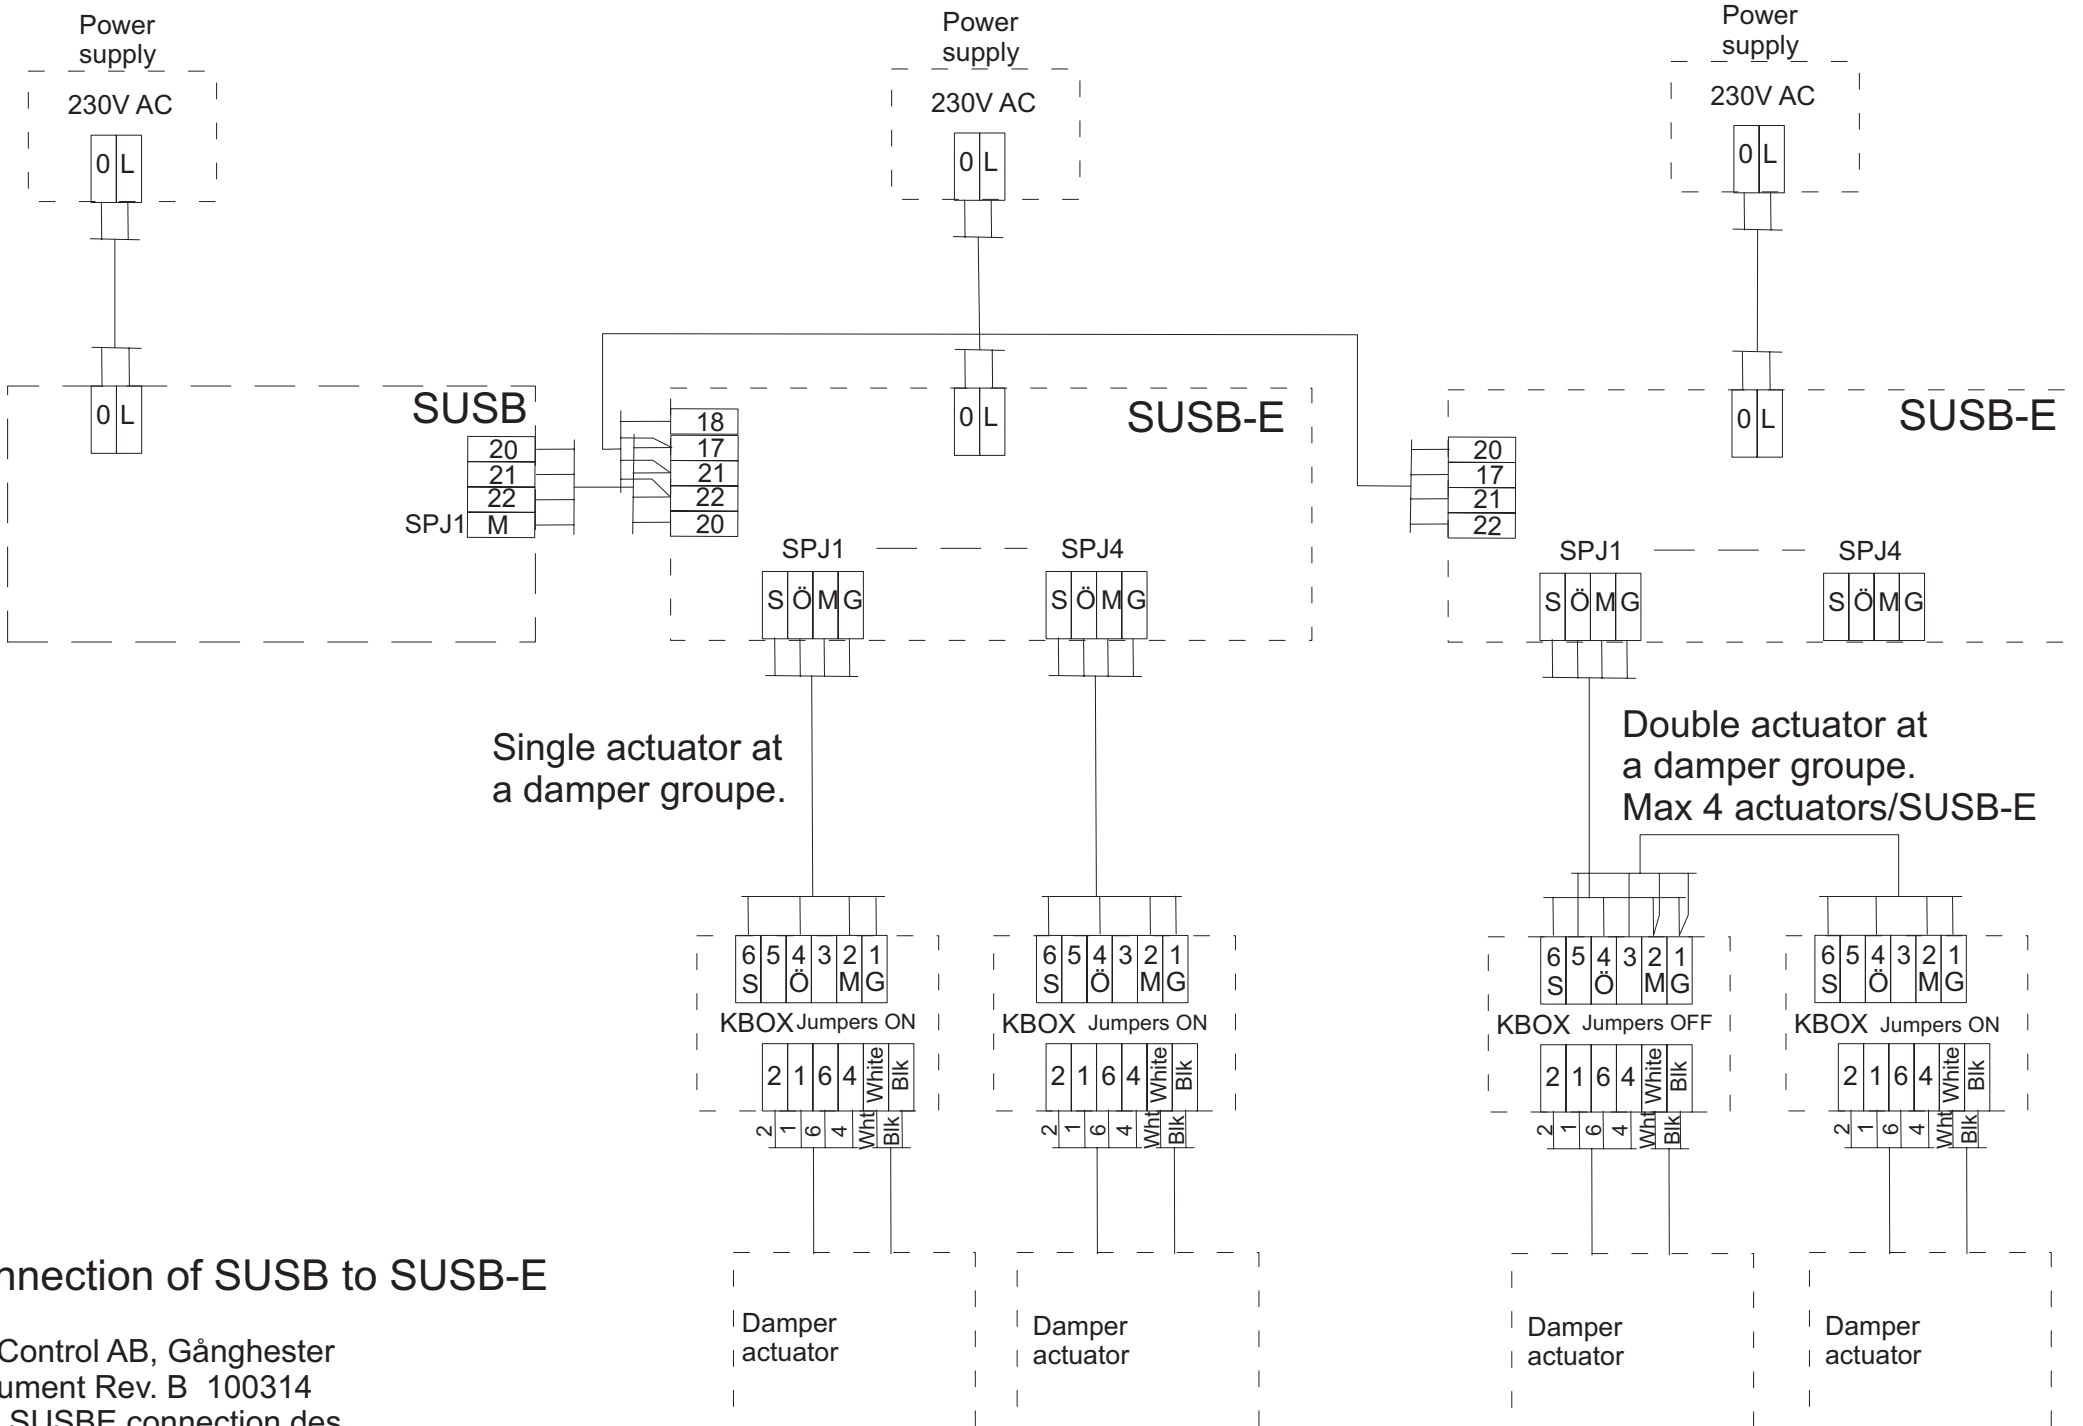 Power
supply
230V AC
0 L
Power
supply
230V AC
0 L
Power
supply
230V AC
0 L
0 L
SUSB
20
21
22
SPJ1 M
18
17
21
22
20
0 L
SUSB-E
SPJ1
S Ö M G
SPJ4
S Ö M G
20
17
21
22
0 L
SUSB-E
SPJ1
S Ö M G
SPJ4
S Ö M G
Single actuator at
a damper groupe.
Double actuator at
a damper groupe.
Max 4 actuators/SUSB-E
6 5 4 3 2 1
S Ö M G
KBOX Jumpers ON
2 1 6 4 White Blk
2 1 6 4 Wht Blk
6 5 4 3 2 1
S Ö M G
KBOX Jumpers ON
2 1 6 4 White Blk
2 1 6 4 Wht Blk
6 5 4 3 2 1
S Ö M G
KBOX Jumpers OFF
2 1 6 4 White Blk
2 1 6 4 Wht Blk
6 5 4 3 2 1
S Ö M G
KBOX Jumpers ON
2 1 6 4 White Blk
2 1 6 4 Wht Blk
Damper
actuator
Damper
actuator
Damper
actuator
Damper
actuator
nnection of SUSB to SUSB-E
Control AB, Gånghester
ument Rev. B 100314
SUSBE connection des